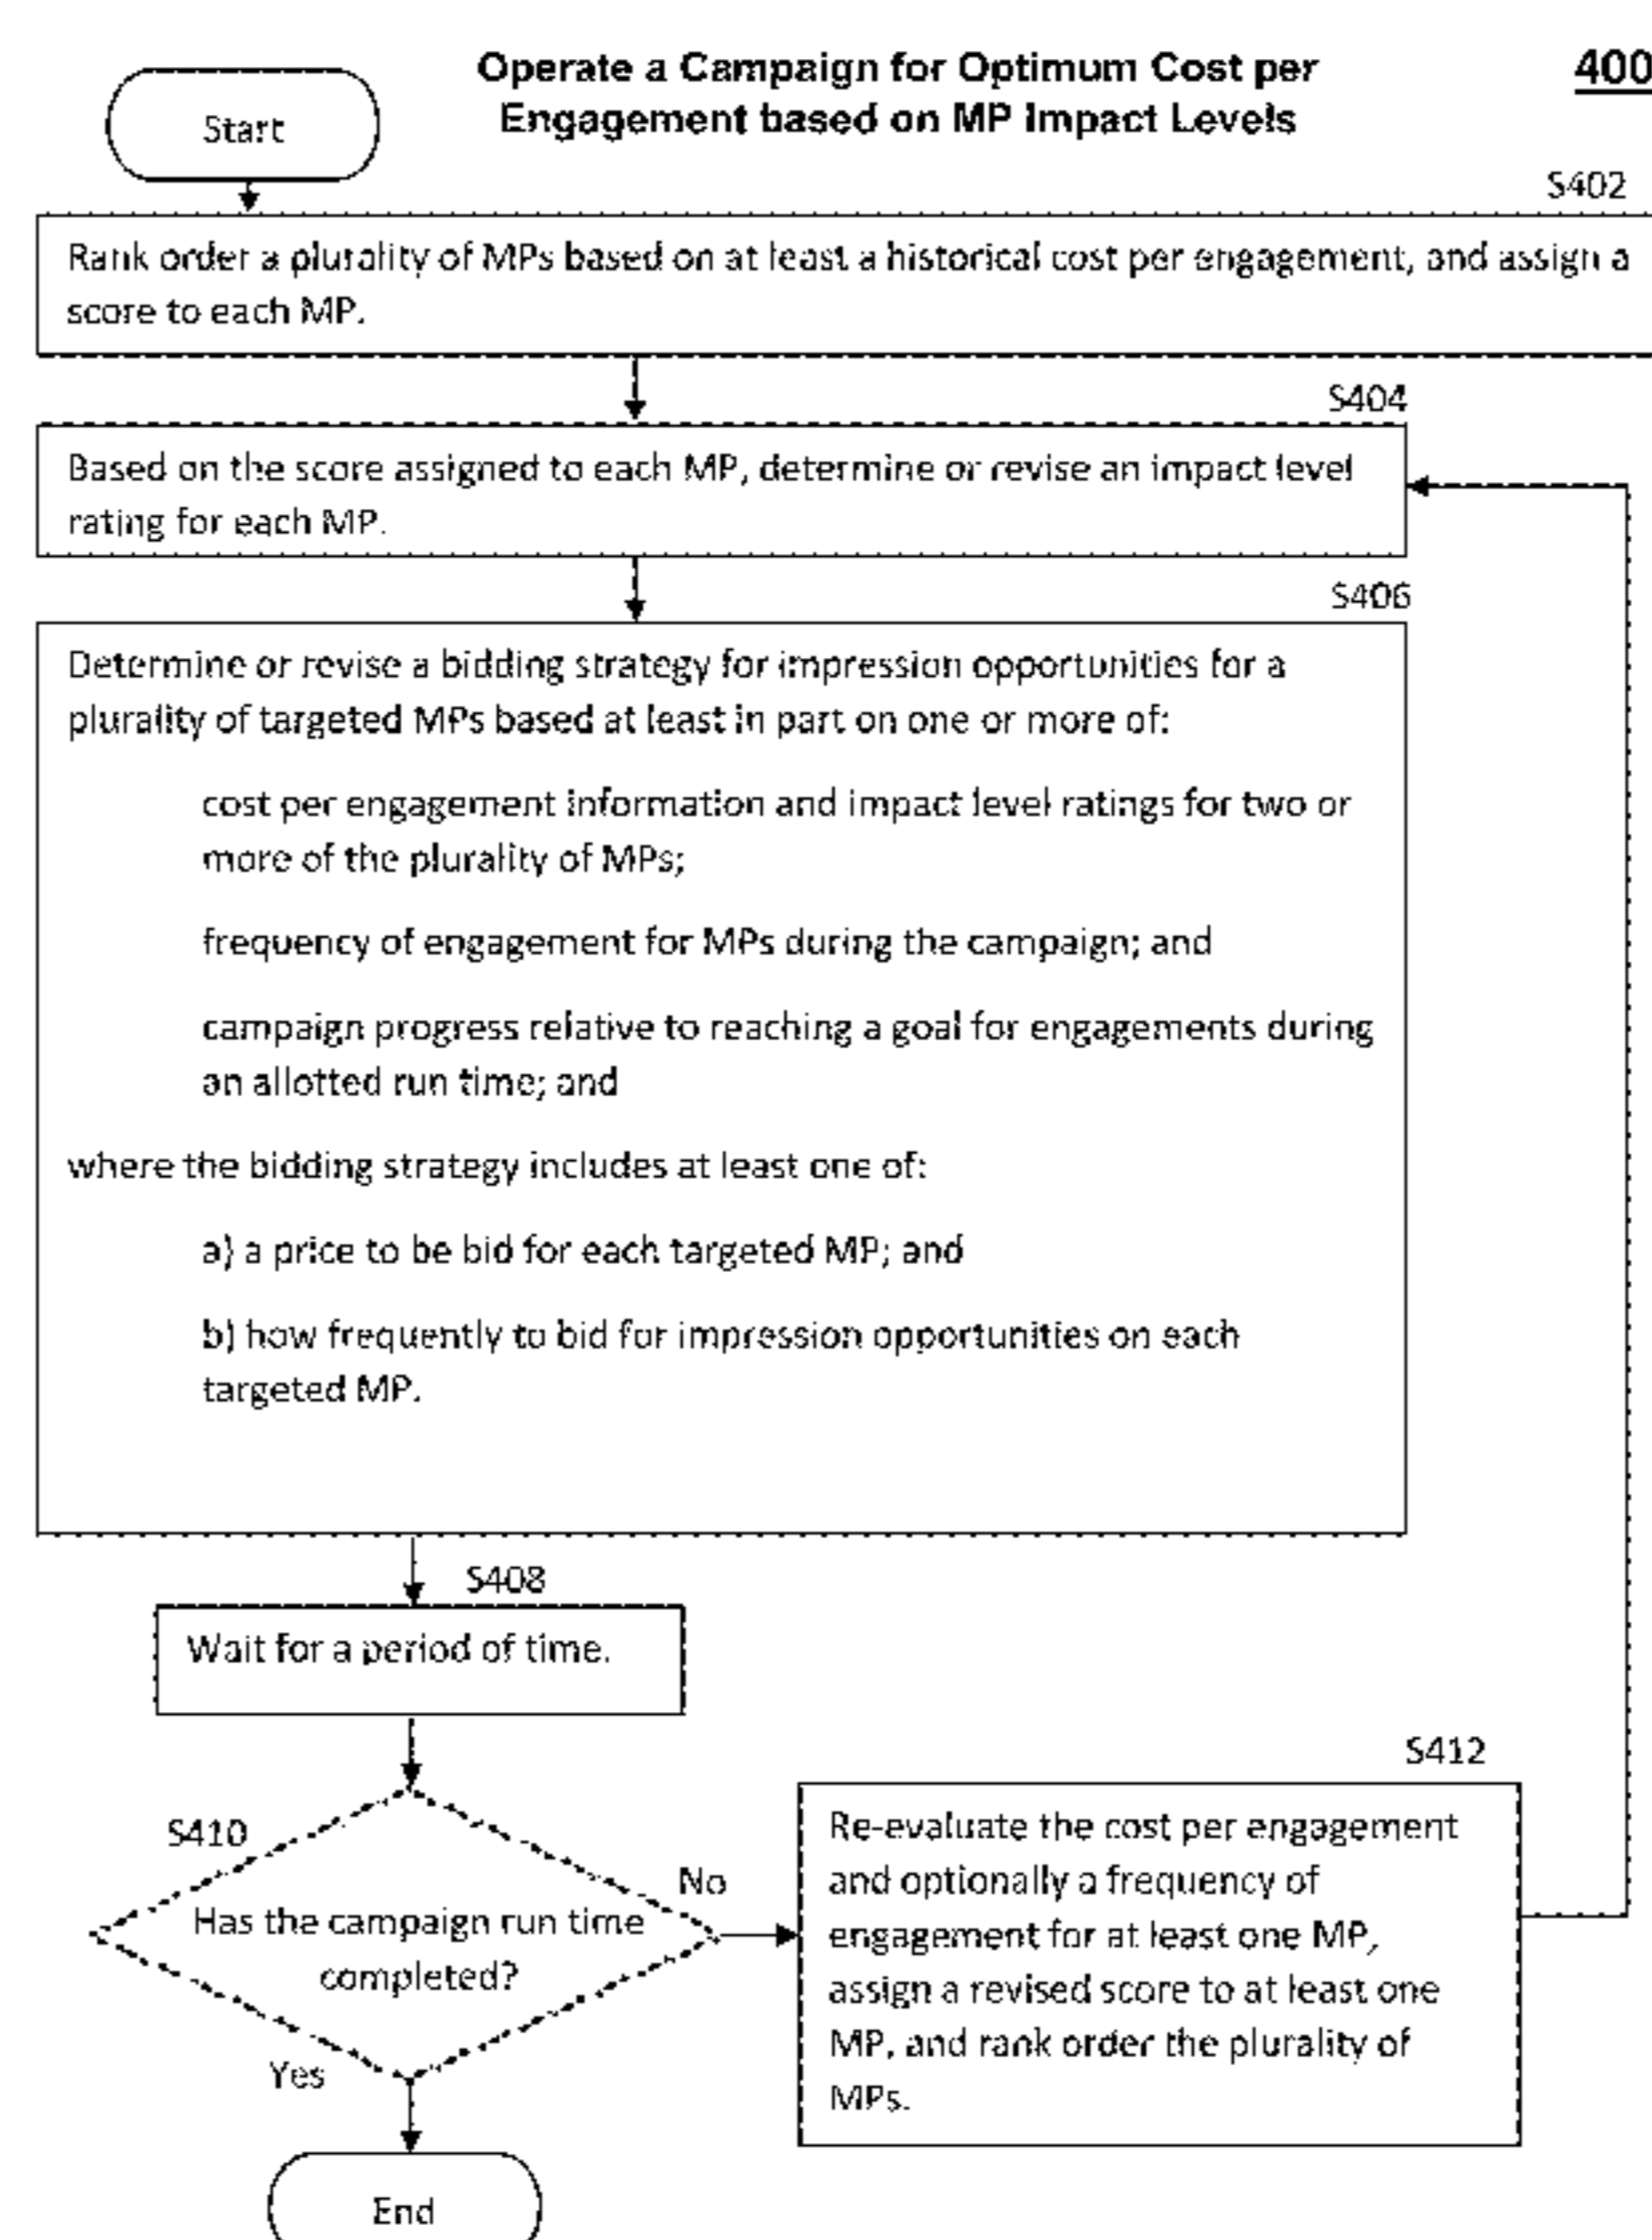 Operate a Campaign for Optimum Cost per
Engagement based on MP Impact Levels
400
Start
S402
Rank order a plurality of MPs based on at least a historical cost per engagement, and assign a
score to each MP.
S404
Based on the score assigned to each MP, determine or revise an impact level
rating for each MP.
S406
Determine or revise a bidding strategy for impression opportunities for a
plurality of targeted MPs based at least in part on one or more of:
cost per engagement information and impact level ratings for two or
more of the plurality of MPs;
frequency of engagement for MPs during the campaign; and
campaign progress relative to reaching a goal for engagements during
an allotted run time; and
where the bidding strategy includes at least one of:
a) a price to be bid for each targeted MP; and
b) how frequently to bid for impression opportunities on each
targeted MP.
S408
Wait for a period of time.
S410
Has the campaign run time
completed?
No
Yes
S412
Re-evaluate the cost per engagement
and optionally a frequency of
engagement for at least one MP,
assign a revised score to at least one
MP, and rank order the plurality of
MPs.
End